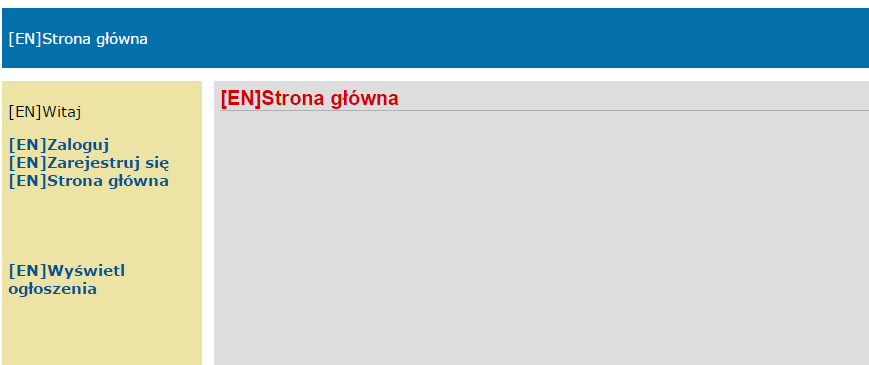 [EN]Strona główna
[EN]Witaj
[EN]Zaloguj
[EN]Zarejestruj się
[EN]Strona główna
[EN]Wyświetl
ogłoszenia
[EN]Strona główna